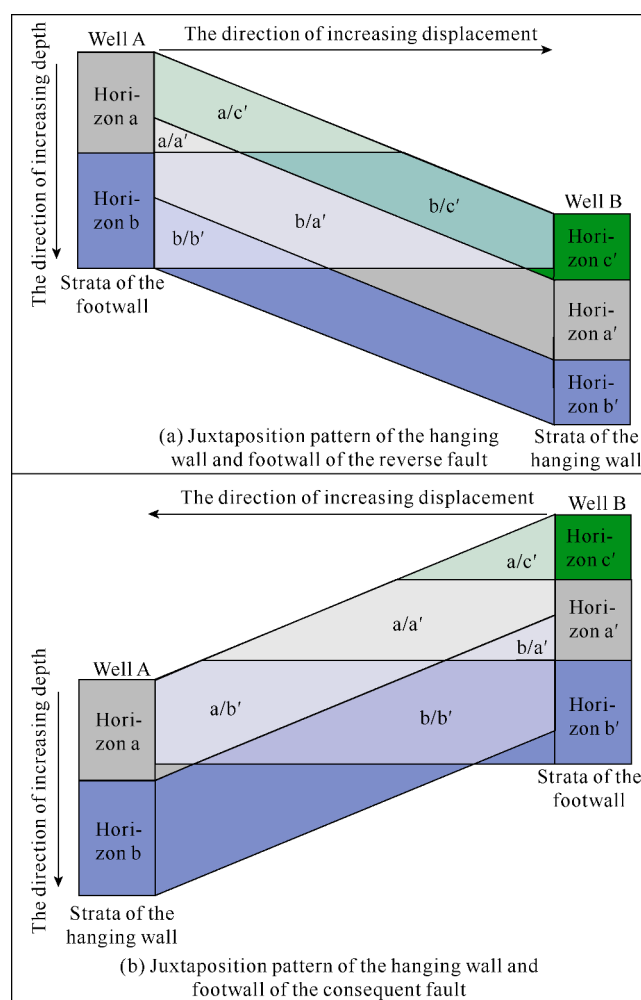 Well A
The direction of increasing displacement
The direction of increasing depth
Hori-
zon a
a/c′
a/a′
Hori-
zon b
b/a′
b/c′
b/b′
Well B
Hori-
zon c′
Hori-
zon a′
Hori-
zon b′
Strata of the
footwall
(a) Juxtaposition pattern of the hanging
wall and footwall of the reverse fault
Strata of the
hanging wall
The direction of increasing displacement
Well B
Hori-
zon c′
a/c′
Hori-
zon a′
a/a′
b/a′
Well A
The direction of increasing depth
Hori-
zon a
a/b′
b/b′
Hori-
zon b′
Strata of the
footwall
Hori-
zon b
Strata of the
hanging wall
(b) Juxtaposition pattern of the hanging wall and
footwall of the consequent fault